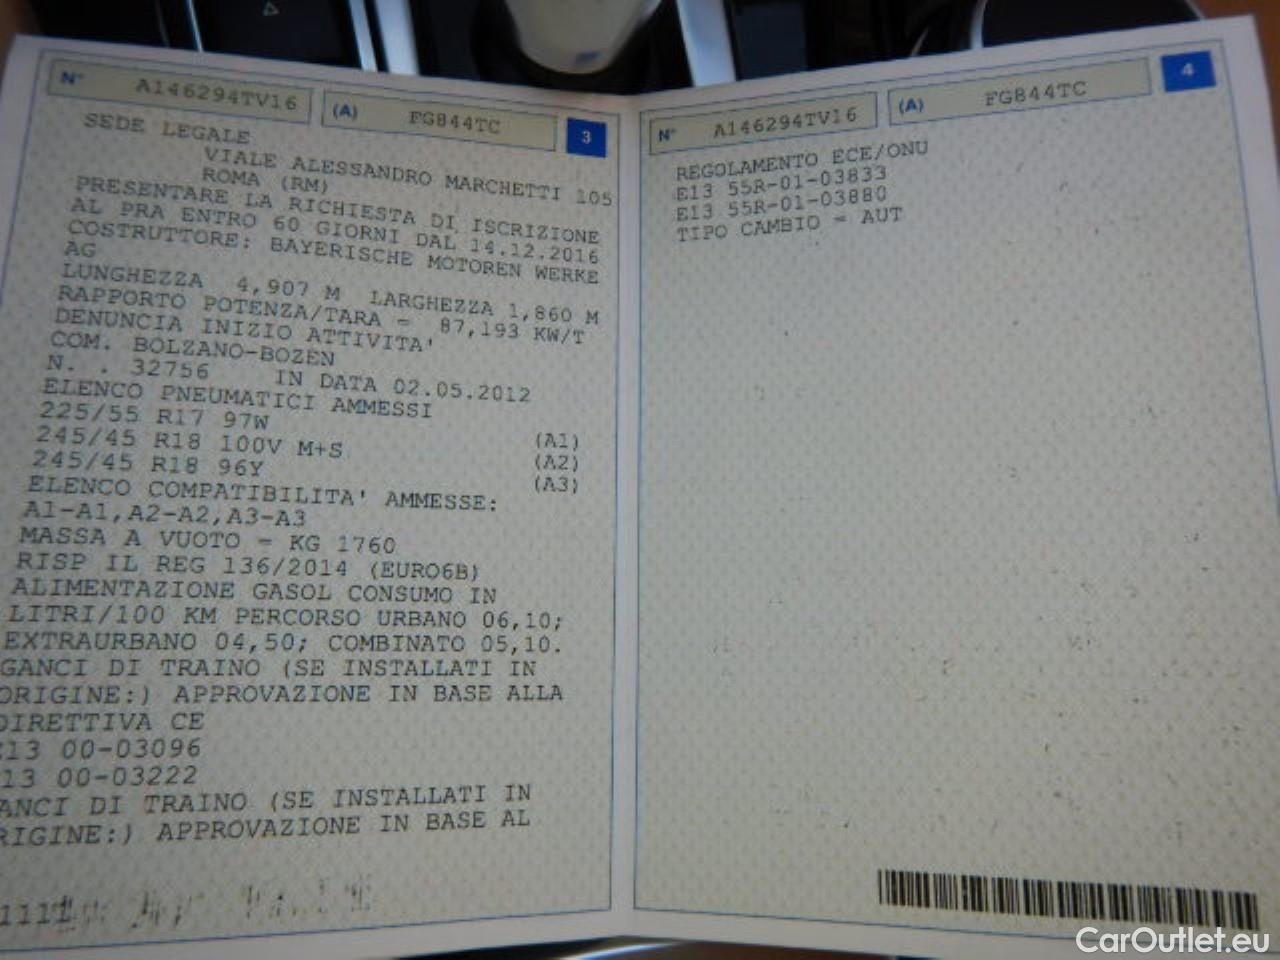 N° A146294TV16 (A) FG844TC 3
SEDE LEGALE
VIALE ALESSANDRO MARCHETTI 105
ROMA (RM)
PRESENTARE LA RICHIESTA DI ISCRIZIONE
AL PRA ENTRO 60 GIORNI DAL 14.12.2016
COSTRUTTORE: BAYERISCHE MOTOREN WERKE
AG
LUNGHEZZA 4,907 M LARGHEZZA 1,860 M
RAPPORTO POTENZA/TARA = 87,193 KW/T
DENUNCIA INIZIO ATTIVITA'
COM. BOLZANO-BOZEN
N. . 32756 IN DATA 02.05.2012
ELENCO PNEUMATICI AMMESSI
225/55 R17 97W (A1)
245/45 R18 100V M+S (A2)
245/45 R18 96Y (A3)
ELENCO COMPATIBILITA' AMMESSE:
A1-A1,A2-A2,A3-A3
MASSA A VUOTO = KG 1760
RISP IL REG 136/2014 (EURO6B)
ALIMENTAZIONE GASOL CONSUMO IN
LITRI/100 KM PERCORSO URBANO 06,10;
EXTRAURBANO 04,50; COMBINATO 05,10.
GANCI DI TRAINO (SE INSTALLATI IN
ORIGINE:) APPROVAZIONE IN BASE ALLA
DIRETTIVA CE
E13 00-03096
13 00-03222
ANCI DI TRAINO (SE INSTALLATI IN
RIGINE:) APPROVAZIONE IN BASE AL
N° A146294TV16 (A) FG844TC 4
REGOLAMENTO ECE/ONU
E13 55R-01-03833
E13 55R-01-03880
TIPO CAMBIO = AUT
CarOutlet.eu